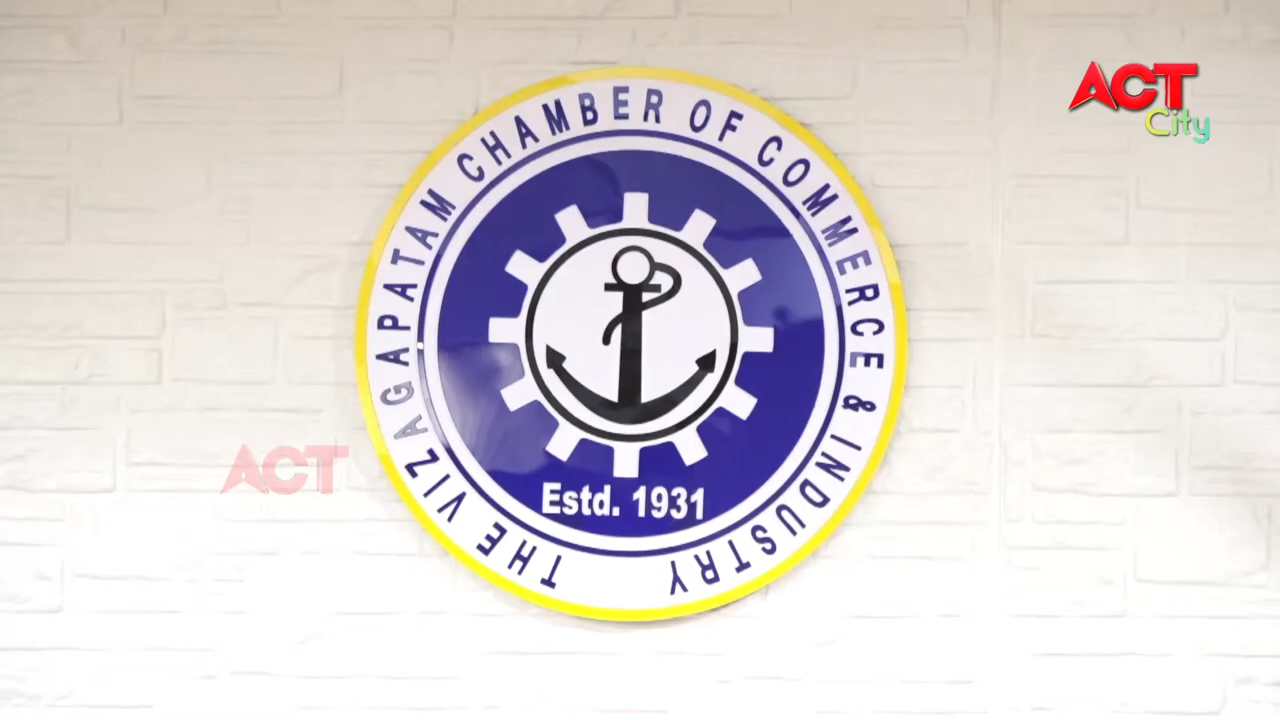 ACT
City
THE VIZAGAPATAM CHAMBER OF COMMERCE & INDUSTRY
Estd. 1931
ACT